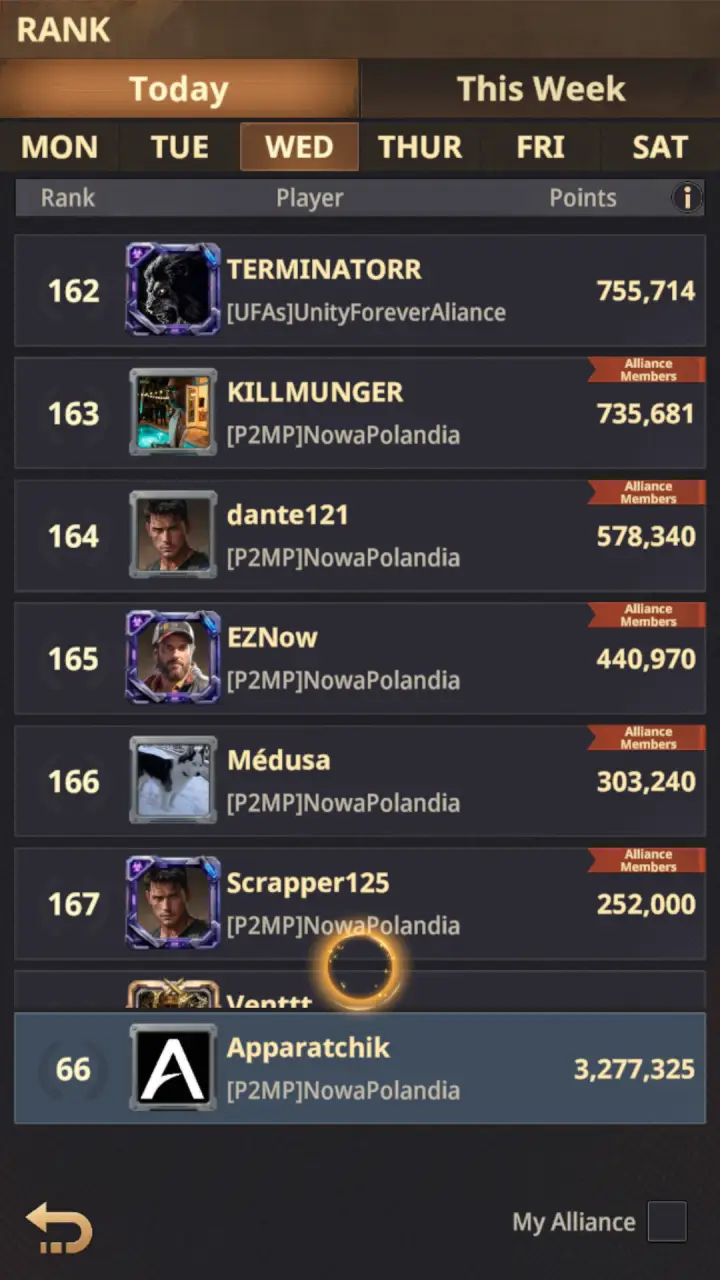 RANK
Today This Week
MON TUE WED THUR FRI SAT
Rank Player Points i
162 TERMINATORR 755,714
[UFAs]UnityForeverAliance
Alliance Members
163 KILLMUNGER 735,681
[P2MP]NowaPolandia
Alliance Members
164 dante121 578,340
[P2MP]NowaPolandia
Alliance Members
165 EZNow 440,970
[P2MP]NowaPolandia
Alliance Members
166 Médusa 303,240
[P2MP]NowaPolandia
Alliance Members
167 Scrapper125 252,000
[P2MP]NowaPolandia
Venttt
66 Apparatchik 3,277,325
[P2MP]NowaPolandia
My Alliance